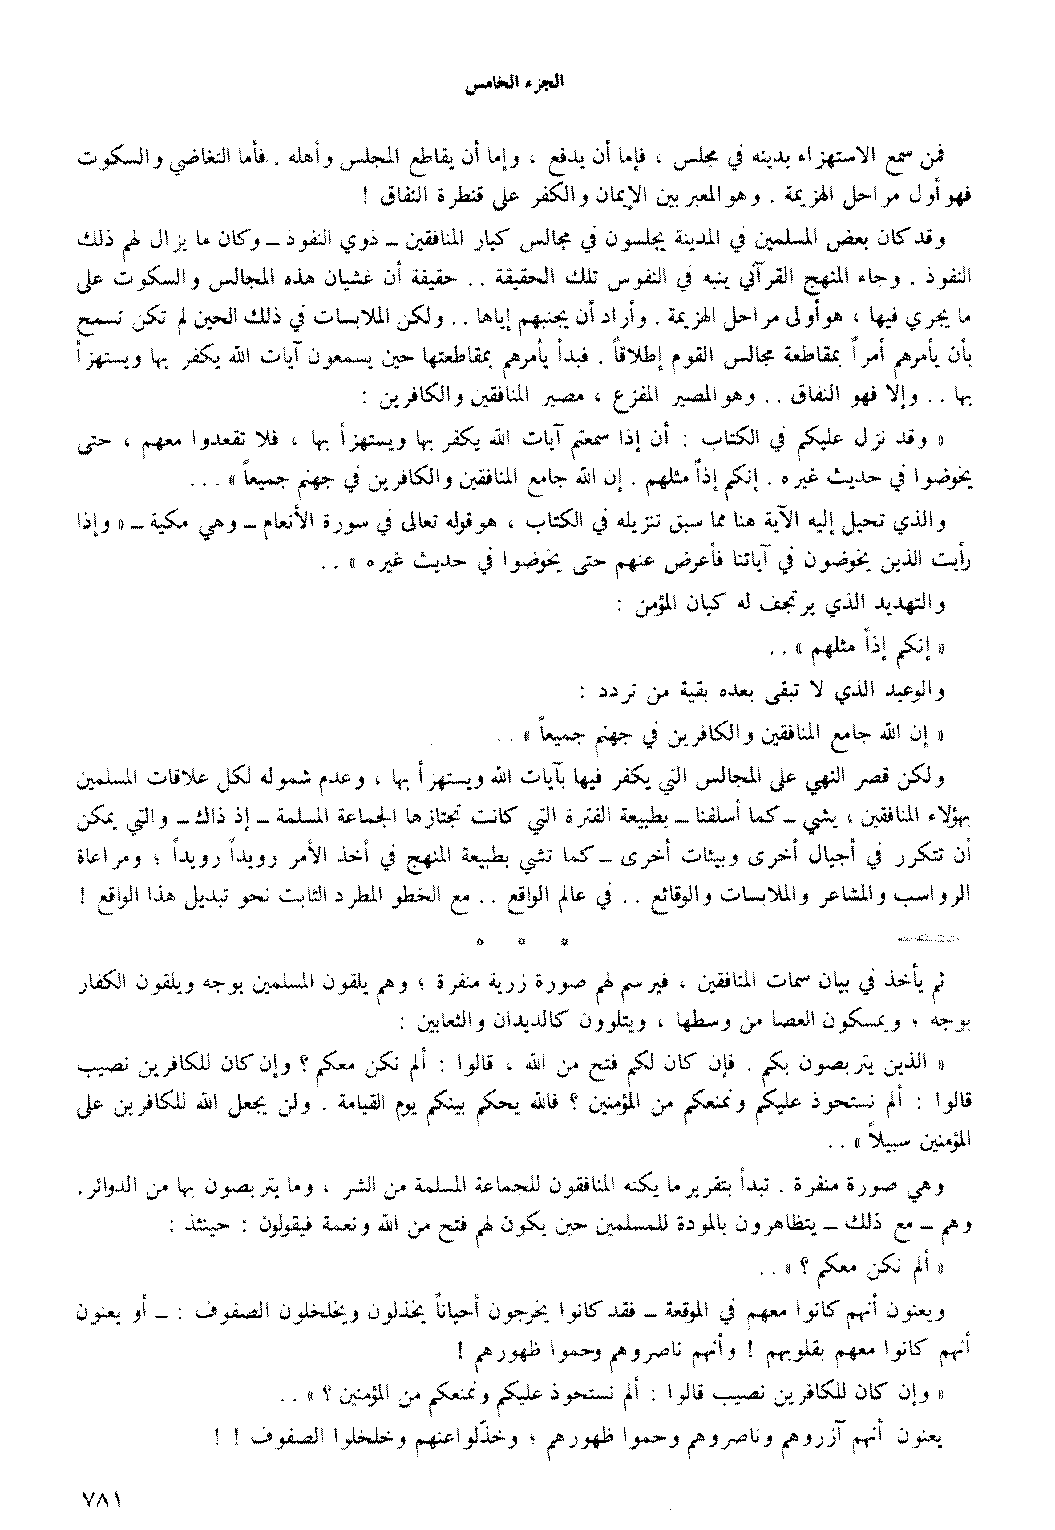 الجزء الخامس
فمن سمع الاستهزاء بدينه في مجلس ، فإما أن يدفع ، وإما أن يقاطع المجلس وأهله . فأما التغاضي والسكوت
فهو أول مراحل الهزيمة . وهو المعبر بين الإيمان والكفر على قنطرة النفاق !
وقد كان بعض المسلمين في المدينة يجلسون في مجالس كبار المنافقين – ذوي النفوذ – وكان ما يزال لهم ذلك
النفوذ . وجاء المنهج القرآني ينبه في النفوس تلك الحقيقة .. حقيقة أن غشيان هذه المجالس والسكوت على
ما يجري فيها ، هو أولى مراحل الهزيمة . وأراد أن يجنبهم إياها .. ولكن الملابسات في ذلك الحين لم تكن تسمح
بأن يأمرهم أمراً بمقاطعة مجالس القوم إطلاقاً . فبدأ يأمرهم بمقاطعتها حين يسمعون آيات الله يكفر بها ويستهزأ
بها .. وإلا فهو النفاق .. وهو المصير المفزع ، مصير المنافقين والكافرين :
« وقد نزل عليكم في الكتاب : أن إذا سمعتم آيات الله يكفر بها ويستهزأ بها ، فلا تقعدوا معهم ، حتى
يخوضوا في حديث غيره . إنكم إذاً مثلهم . إن الله جامع المنافقين والكافرين في جهنم جميعاً » ...
والذي تحيل إليه الآية هنا مما سبق تنزيله في الكتاب ، هو قوله تعالى في سورة الأنعام – وهي مكية – « وإذا
رأيت الذين يخوضون في آياتنا فأعرض عنهم حتى يخوضوا في حديث غيره » ..
والتهديد الذي يرتجف له كيان المؤمن :
« إنكم إذاً مثلهم » ..
والوعيد الذي لا تبقى بعده بقية من تردد :
« إن الله جامع المنافقين والكافرين في جهنم جميعاً » ..
ولكن قصر النهي على المجالس التي يكفر فيها بآيات الله ويستهزأ بها ، وعدم شموله لكل علاقات المسلمين
بهؤلاء المنافقين ، يشي – كما أسلفنا – بطبيعة الفترة التي كانت تجتازها الجماعة المسلمة – إذ ذاك – والتي يمكن
أن تتكرر في أجيال أخرى وبيئات أخرى – كما تشي بطبيعة المنهج في أخذ الأمر رويداً رويداً ؛ ومراعاة
الرواسب والمشاعر والملابسات والوقائع .. في عالم الواقع .. مع الخطو المطرد الثابت نحو تبديل هذا الواقع !
* * *
ثم يأخذ في بيان سمات المنافقين ، فيرسم لهم صورة زرية منفرة ؛ وهم يلقون المسلمين بوجه ويلقون الكفار
بوجه ؛ ويمسكون العصا من وسطها ، ويتلوون كالديدان والثعابين :
« الذين يتربصون بكم . فإن كان لكم فتح من الله ، قالوا : ألم نكن معكم ؟ وإن كان للكافرين نصيب
قالوا : ألم نستحوذ عليكم ونمنعكم من المؤمنين ؟ فالله يحكم بينكم يوم القيامة . ولن يجعل الله للكافرين على
المؤمنين سبيلاً » ..
وهي صورة منفرة . تبدأ بتقرير ما يكنه المنافقون للجماعة المسلمة من الشر ، وما يتربصون بها من الدوائر.
وهم – مع ذلك – يتظاهرون بالمودة للمسلمين حين يكون لهم فتح من الله ونعمة فيقولون : حينئذ :
« ألم نكن معكم ؟ » ..
ويعنون أنهم كانوا معهم في الموقعة – فقد كانوا يخرجون أحياناً يخذلون ويخلخلون الصفوف : – أو يعنون
أنهم كانوا معهم بقلوبهم ! وأنهم ناصروهم وحموا ظهورهم !
« وإن كان للكافرين نصيب قالوا : ألم نستحوذ عليكم ونمنعكم من المؤمنين ؟ » ..
يعنون أنهم آزروهم وناصروهم وحموا ظهورهم ؛ وخذّلوا عنهم وخلخلوا الصفوف ! !
٧٨١